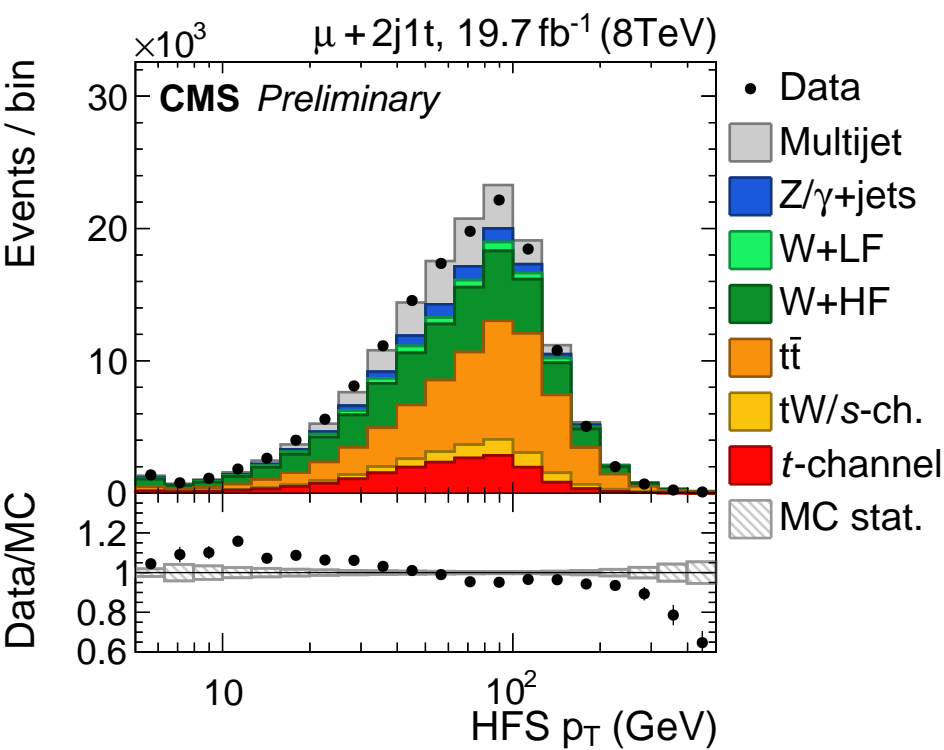 ×10³
μ + 2j1t, 19.7 fb⁻¹ (8TeV)
Events / bin
CMS Preliminary
30
20
10
0
Data
Multijet
Z/γ+jets
W+LF
W+HF
tt̄
tW/s-ch.
t-channel
MC stat.
Data/MC
1.2
1
0.8
0.6
10
10²
HFS pT (GeV)